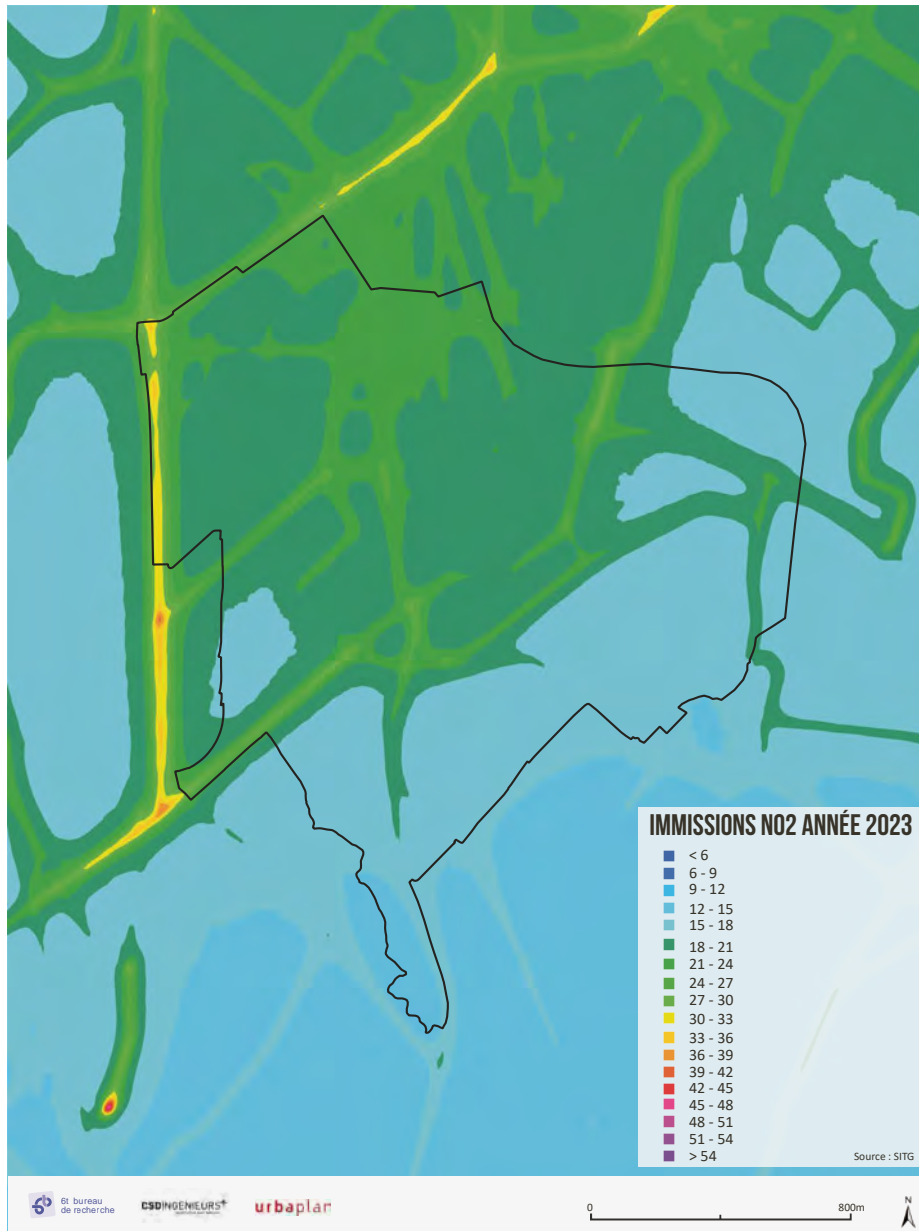 IMMISSIONS NO2 ANNÉE 2023
< 6
6 - 9
9 - 12
12 - 15
15 - 18
18 - 21
21 - 24
24 - 27
27 - 30
30 - 33
33 - 36
36 - 39
39 - 42
42 - 45
45 - 48
48 - 51
51 - 54
> 54
Source : SITG
6t bureau
de recherche
CSDINGENIEURS+
urbaplan
0
800m
N